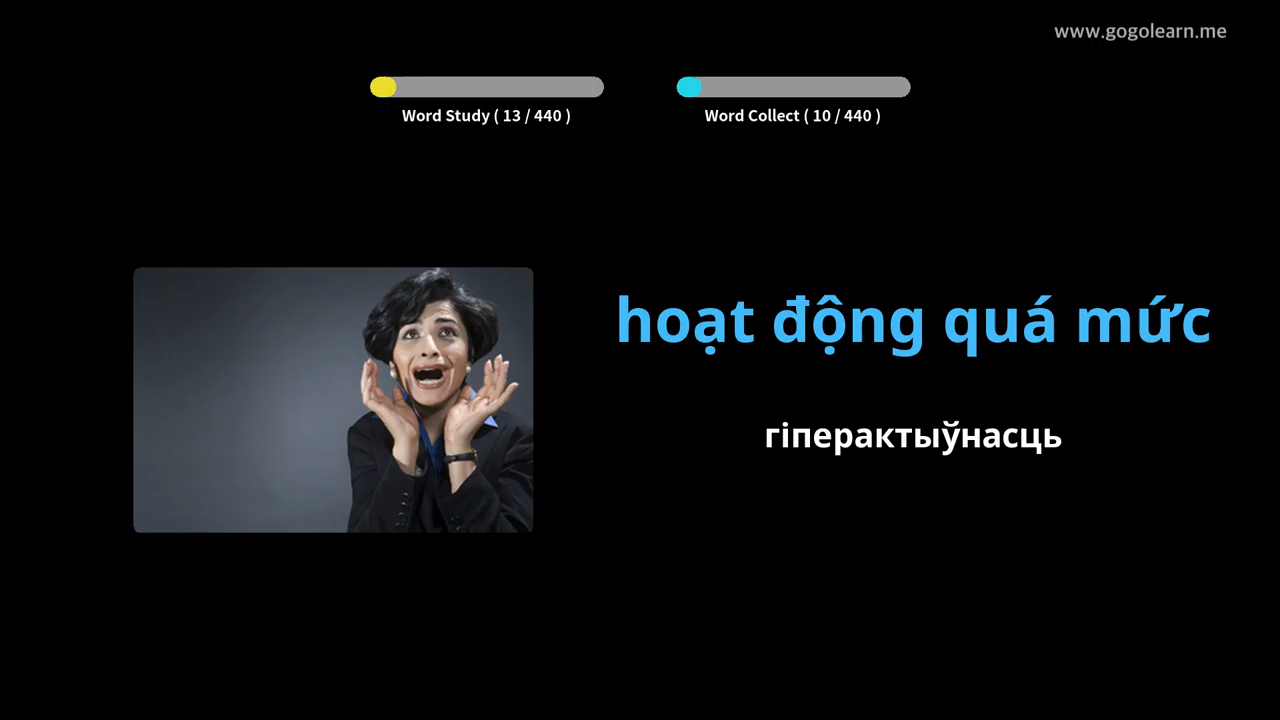 www.gogolearn.me
Word Study ( 13 / 440 )
Word Collect ( 10 / 440 )
hoạt động quá mức
гіперактыўнасць